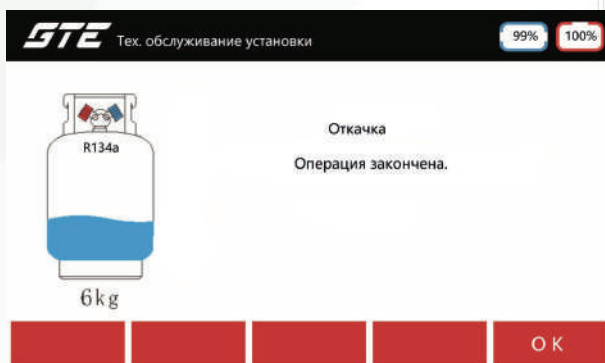 GTE Тех. обслуживание установки
99%
100%
R134a
Откачка
Операция закончена.
6kg
OK